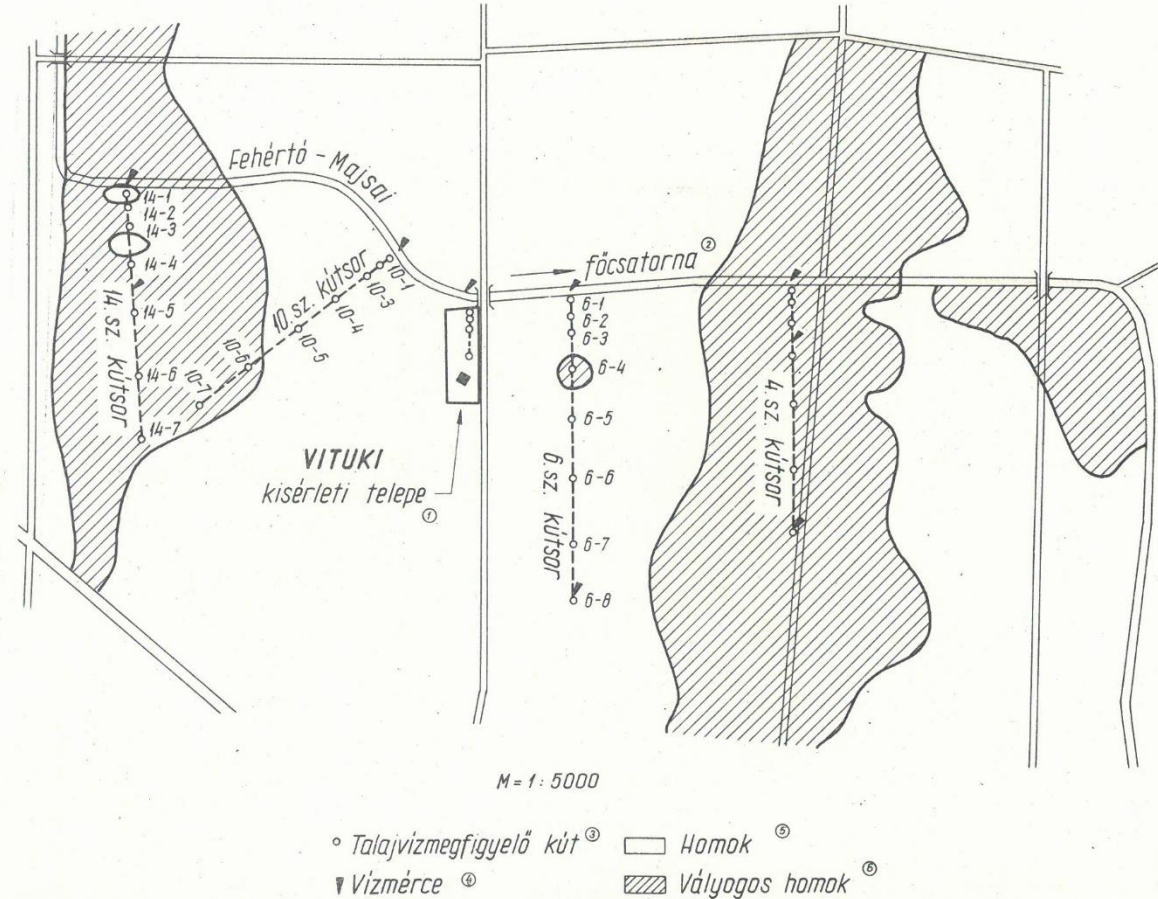 Fehértó - Majsai
főcsatorna ②
14-1
14-2
14-3
14-4
14-5
14-6
14-7
14. sz. kútsor
10-1
10-3
10-4
10-5
10-6
10-7
10.sz. kútsor
6-1
6-2
6-3
6-4
6-5
6-6
6-7
6-8
6.sz. kútsor
4.sz. kútsor
VITUKI
kisérleti telepe ①
M = 1 : 5000
Talajvízmegfigyelő kút ③
Homok ⑤
Vízmérce ④
Vályogos homok ⑥